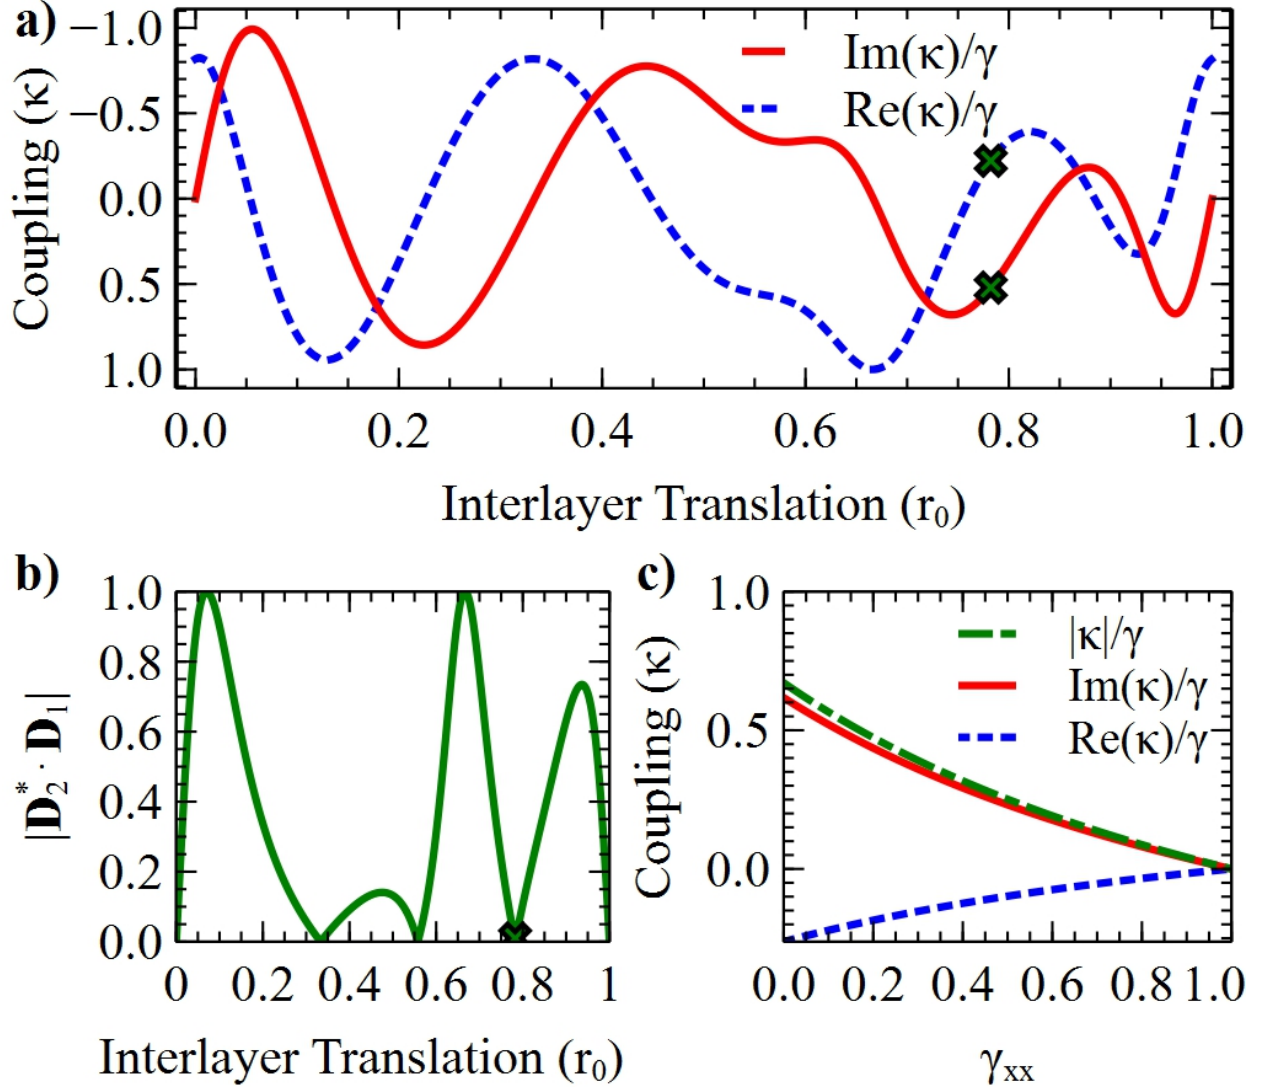 a)
Coupling (κ)
−1.0
−0.5
0.0
0.5
1.0
Im(κ)/γ
Re(κ)/γ
0.0 0.2 0.4 0.6 0.8 1.0
Interlayer Translation (r₀)
b)
|D₂* · D₁|
1.0
0.8
0.6
0.4
0.2
0.0
0 0.2 0.4 0.6 0.8 1
Interlayer Translation (r₀)
c)
Coupling (κ)
1.0
0.5
0.0
|κ|/γ
Im(κ)/γ
Re(κ)/γ
0.0 0.2 0.4 0.6 0.8 1.0
γₓₓ